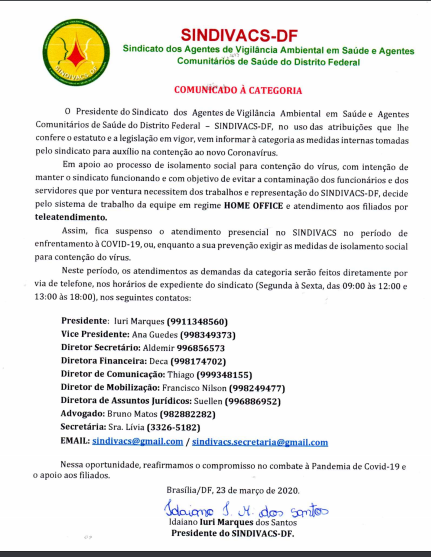 SINDIVACS-DF
SINDIVACS-DF
Sindicato dos Agentes de Vigilância Ambiental em Saúde e Agentes
Comunitários de Saúde do Distrito Federal
COMUNICADO À CATEGORIA
O Presidente do Sindicato dos Agentes de Vigilância Ambiental em Saúde e Agentes
Comunitários de Saúde do Distrito Federal – SINDIVACS-DF, no uso das atribuições que lhe
confere o estatuto e a legislação em vigor, vem informar à categoria as medidas internas tomadas
pelo sindicato para auxílio na contenção ao novo Coronavírus.
Em apoio ao processo de isolamento social para contenção do vírus, com intenção de
manter o sindicato funcionando e com objetivo de evitar a contaminação dos funcionários e dos
servidores que por ventura necessitem dos trabalhos e representação do SINDIVACS-DF, decide
pelo sistema de trabalho da equipe em regime HOME OFFICE e atendimento aos filiados por
teleatendimento.
Assim, fica suspenso o atendimento presencial no SINDIVACS no período de
enfrentamento à COVID-19, ou, enquanto a sua prevenção exigir as medidas de isolamento social
para contenção do vírus.
Neste período, os atendimentos as demandas da categoria serão feitos diretamente por
via de telefone, nos horários de expediente do sindicato (Segunda à Sexta, das 09:00 às 12:00 e
13:00 às 18:00), nos seguintes contatos:
Presidente: Iuri Marques (9911348560)
Vice Presidente: Ana Guedes (998349373)
Diretor Secretário: Aldemir 996856573
Diretora Financeira: Deca (998174702)
Diretor de Comunicação: Thiago (999348155)
Diretor de Mobilização: Francisco Nilson (998249477)
Diretora de Assuntos Jurídicos: Suellen (996886952)
Advogado: Bruno Matos (982882282)
Secretária: Sra. Lívia (3326-5182)
EMAIL: sindivacs@gmail.com / sindivacs.secretaria@gmail.com
Nessa oportunidade, reafirmamos o compromisso no combate à Pandemia de Covid-19 e
o apoio aos filiados.
Brasília/DF, 23 de março de 2020.
Idaiano I. M. dos Santos
Idaiano Iuri Marques dos Santos
Presidente do SINDIVACS-DF.